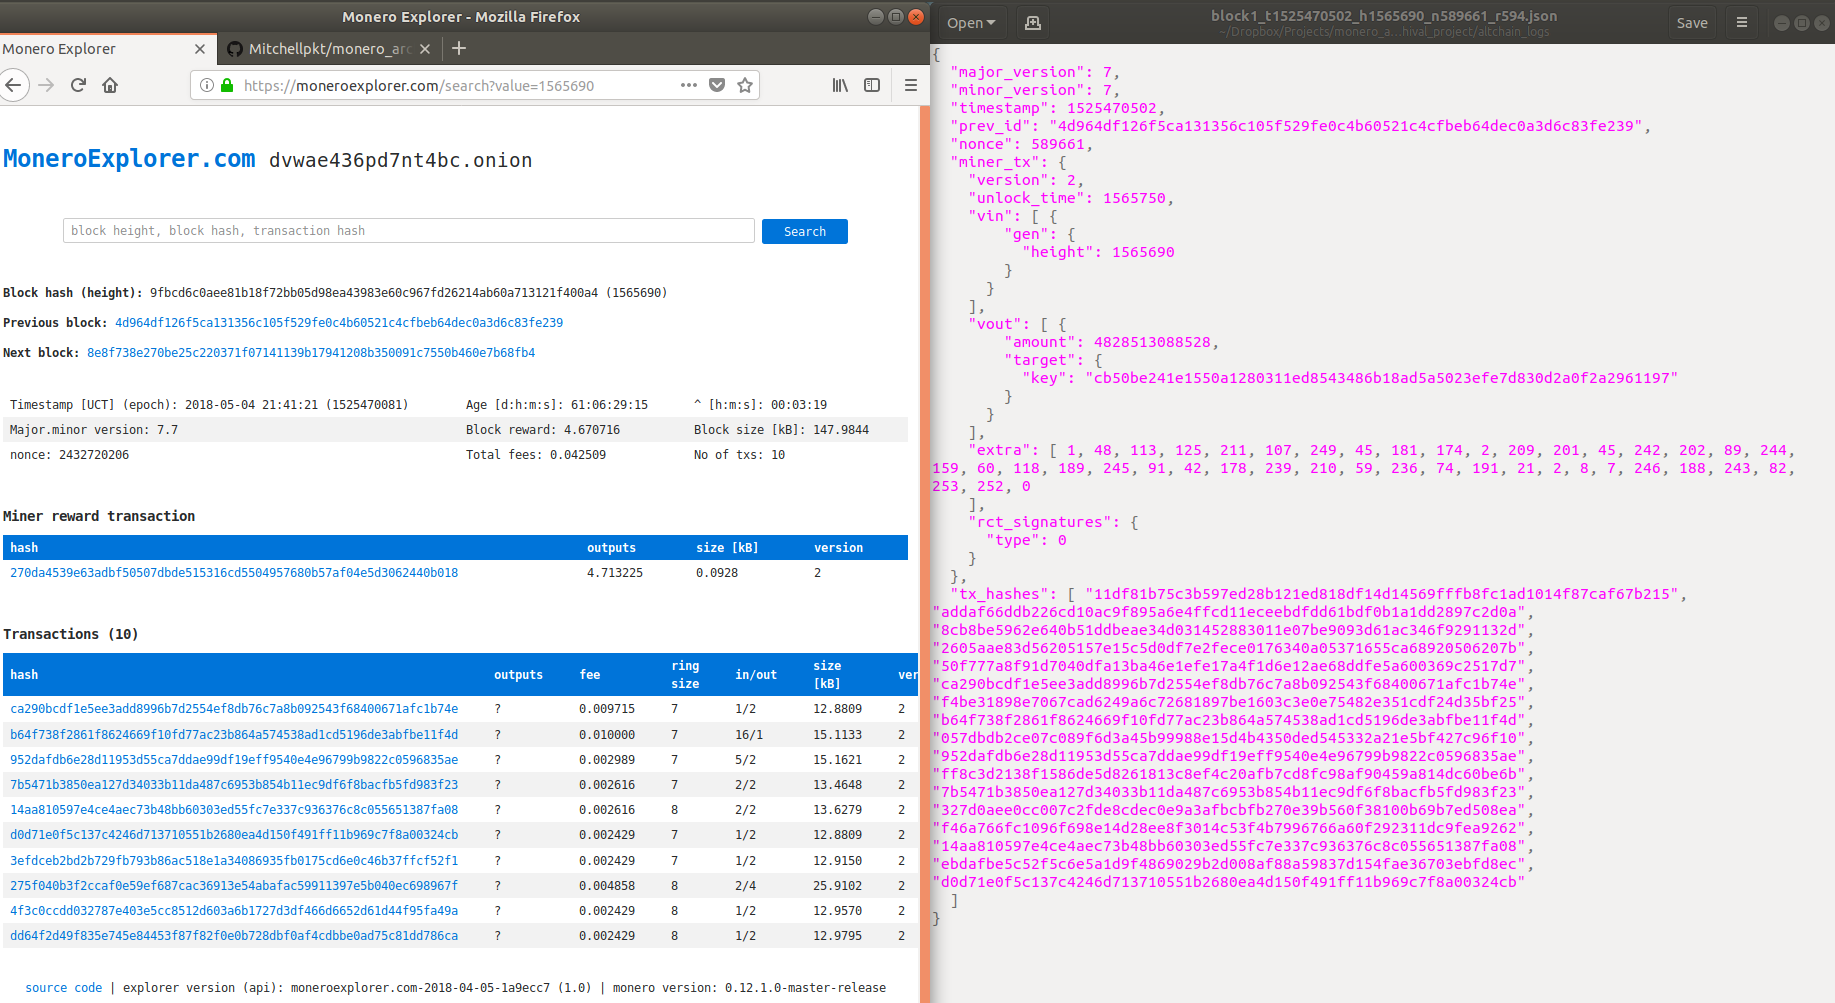 Monero Explorer - Mozilla Firefox
Monero Explorer
Mitchellpkt/monero_arc
https://moneroexplorer.com/search?value=1565690
MoneroExplorer.com dvwae436pd7nt4bc.onion
block height, block hash, transaction hash
Search
Block hash (height): 9fbcd6c0aee81b18f72bb05d98ea43983e60c967fd26214ab60a713121f400a4 (1565690)
Previous block: 4d964df126f5ca131356c105f529fe0c4b60521c4cfbeb64dec0a3d6c83fe239
Next block: 8e8f738e270be25c220371f07141139b17941208b350091c7550b460e7b68fb4
Timestamp [UCT] (epoch): 2018-05-04 21:41:21 (1525470081) Age [d:h:m:s]: 61:06:29:15 ^ [h:m:s]: 00:03:19
Major.minor version: 7.7 Block reward: 4.670716 Block size [kB]: 147.9844
nonce: 2432720206 Total fees: 0.042509 No of txs: 10
Miner reward transaction
hash outputs size [kB] version
270da4539e63adbf50507dbde515316cd5504957680b57af04e5d3062440b018 4.713225 0.0928 2
Transactions (10)
hash outputs fee ring size in/out size [kB] ver
ca290bcdf1e5ee3add8996b7d2554ef8db76c7a8b092543f68400671afc1b74e ? 0.009715 7 1/2 12.8809 2
b64f738f2861f8624669f10fd77ac23b864a574538ad1cd5196de3abfbe11f4d ? 0.010000 7 16/1 15.1133 2
952dafdb6e28d11953d55ca7ddae99df19eff9540e4e96799b9822c0596835ae ? 0.002989 7 5/2 15.1621 2
7b5471b3850ea127d34033b11da487c6953b854b11ec9df6f8bacfb5fd983f23 ? 0.002616 7 2/2 13.4648 2
14aa810597e4ce4aec73b48bb60303ed55fc7e337c936376c8c055651387fa08 ? 0.002616 8 2/2 13.6279 2
d0d71e0f5c137c4246d713710551b2680ea4d150f491ff11b969c7f8a00324cb ? 0.002429 7 1/2 12.8809 2
3efdceb2bd2b729fb793b86ac518e1a34086935fb0175cd6e0c46b37ffcf52f1 ? 0.002429 7 1/2 12.9150 2
275f040b3f2ccaf0e59ef687cac36913e54abafac59911397e5b040ec698967f ? 0.004858 8 2/4 25.9102 2
4f3c0ccdd032787e403e5cc8512d603a6b1727d3df466d6652d61d44f95fa49a ? 0.002429 8 1/2 12.9570 2
dd64f2d49f835e745e84453f87f82f0e0b728dbf0af4cdbbe0ad75c81dd786ca ? 0.002429 8 1/2 12.9795 2
source code | explorer version (api): moneroexplorer.com-2018-04-05-1a9ecc7 (1.0) | monero version: 0.12.1.0-master-release
Open
block1_t1525470502_h1565690_n589661_r594.json
~/Dropbox/Projects/monero_a...hival_project/altchain_logs
Save
{
"major_version": 7,
"minor_version": 7,
"timestamp": 1525470502,
"prev_id": "4d964df126f5ca131356c105f529fe0c4b60521c4cfbeb64dec0a3d6c83fe239",
"nonce": 589661,
"miner_tx": {
"version": 2,
"unlock_time": 1565750,
"vin": [ {
"gen": {
"height": 1565690
}
}
],
"vout": [ {
"amount": 4828513088528,
"target": {
"key": "cb50be241e1550a1280311ed8543486b18ad5a5023efe7d830d2a0f2a2961197"
}
}
],
"extra": [ 1, 48, 113, 125, 211, 107, 249, 45, 181, 174, 2, 209, 201, 45, 242, 202, 89, 244,
159, 60, 118, 189, 245, 91, 42, 178, 239, 210, 59, 236, 74, 191, 21, 2, 8, 7, 246, 188, 243, 82,
253, 252, 0
],
"rct_signatures": {
"type": 0
}
},
"tx_hashes": [ "11df81b75c3b597ed28b121ed818df14d14569fffb8fc1ad1014f87caf67b215",
"addaf66ddb226cd10ac9f895a6e4ffcd11eceebdfdd61bdf0b1a1dd2897c2d0a",
"8cb8be5962e640b51ddbeae34d031452883011e07be9093d61ac346f9291132d",
"2605aae83d56205157e15c5d0df7e2fece0176340a05371655ca68920506207b",
"50f777a8f91d7040dfa13ba46e1efe17a4f1d6e12ae68ddfe5a600369c2517d7",
"ca290bcdf1e5ee3add8996b7d2554ef8db76c7a8b092543f68400671afc1b74e",
"f4be31898e7067cad6249a6c72681897be1603c3e0e75482e351cdf24d35bf25",
"b64f738f2861f8624669f10fd77ac23b864a574538ad1cd5196de3abfbe11f4d",
"057dbdb2ce07c089f6d3a45b99988e15d4b4350ded545332a21e5bf427c96f10",
"952dafdb6e28d11953d55ca7ddae99df19eff9540e4e96799b9822c0596835ae",
"ff8c3d2138f1586de5d8261813c8ef4c20afb7cd8fc98af90459a814dc60be6b",
"7b5471b3850ea127d34033b11da487c6953b854b11ec9df6f8bacfb5fd983f23",
"327d0aee0cc007c2fde8cdec0e9a3afbcbfb270e39b560f38100b69b7ed508ea",
"f46a766fc1096f698e14d28ee8f3014c53f4b7996766a60f292311dc9fea9262",
"14aa810597e4ce4aec73b48bb60303ed55fc7e337c936376c8c055651387fa08",
"ebdafbe5c52f5c6e5a1d9f4869029b2d008af88a59837d154fae36703ebfd8ec",
"d0d71e0f5c137c4246d713710551b2680ea4d150f491ff11b969c7f8a00324cb"
]
}